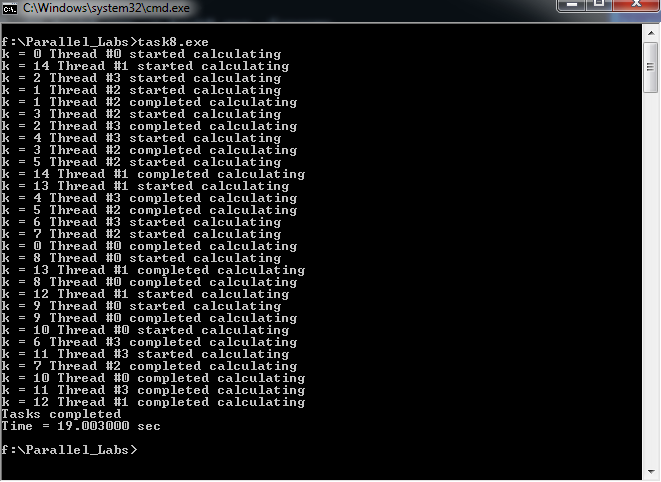 C:\Windows\system32\cmd.exe
f:\Parallel_Labs>task8.exe
k = 0 Thread #0 started calculating
k = 14 Thread #1 started calculating
k = 2 Thread #3 started calculating
k = 1 Thread #2 started calculating
k = 1 Thread #2 completed calculating
k = 3 Thread #2 started calculating
k = 2 Thread #3 completed calculating
k = 4 Thread #3 started calculating
k = 3 Thread #2 completed calculating
k = 5 Thread #2 started calculating
k = 14 Thread #1 completed calculating
k = 13 Thread #1 started calculating
k = 4 Thread #3 completed calculating
k = 5 Thread #2 completed calculating
k = 6 Thread #3 started calculating
k = 7 Thread #2 started calculating
k = 0 Thread #0 completed calculating
k = 8 Thread #0 started calculating
k = 13 Thread #1 completed calculating
k = 8 Thread #0 completed calculating
k = 12 Thread #1 started calculating
k = 9 Thread #0 started calculating
k = 9 Thread #0 completed calculating
k = 10 Thread #0 started calculating
k = 6 Thread #3 completed calculating
k = 11 Thread #3 started calculating
k = 7 Thread #2 completed calculating
k = 10 Thread #0 completed calculating
k = 11 Thread #3 completed calculating
k = 12 Thread #1 completed calculating
Tasks completed
Time = 19.003000 sec
f:\Parallel_Labs>